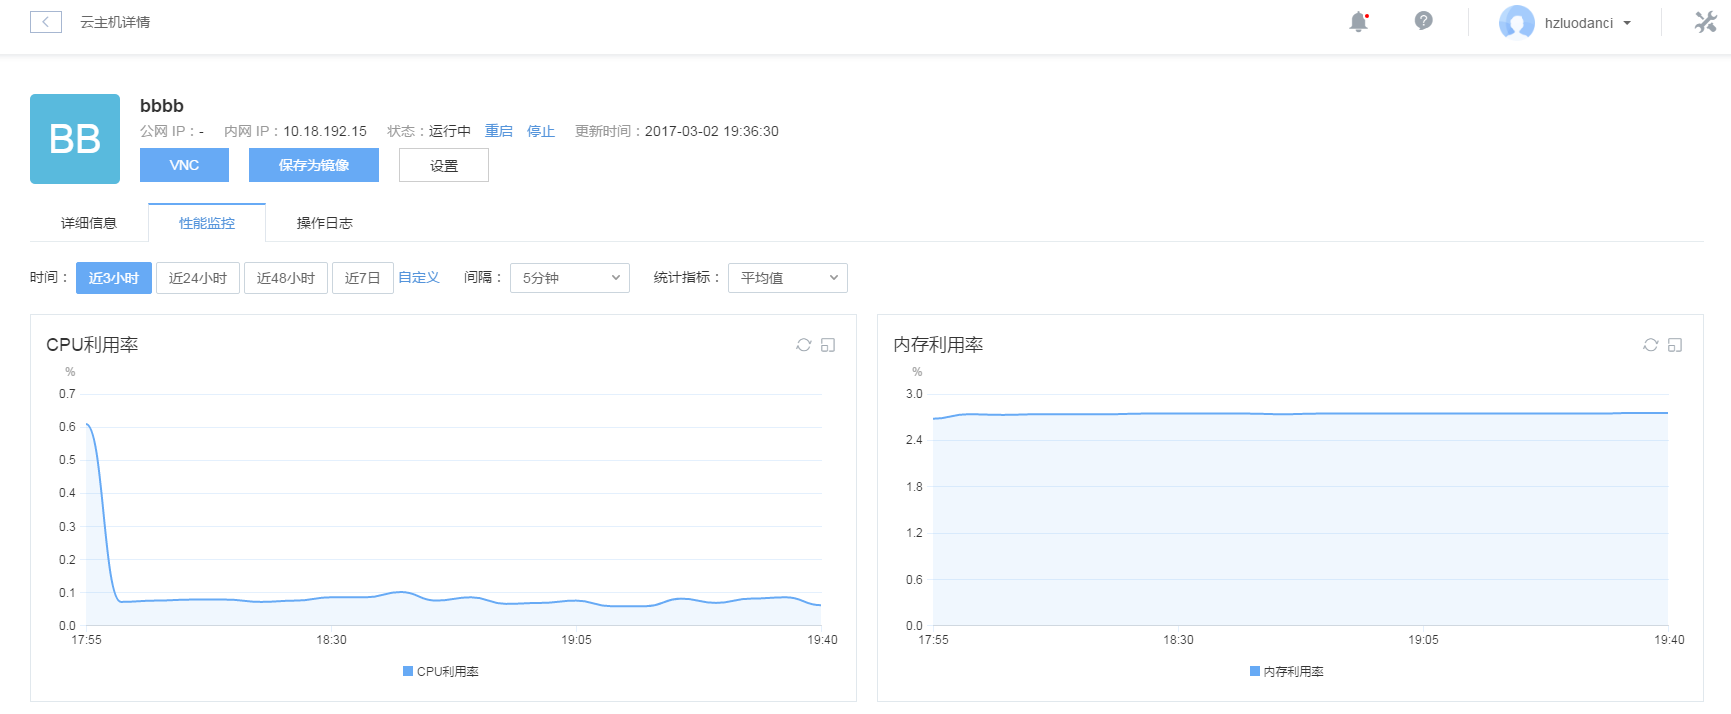 云主机详情
hzluodanci
BB
bbbb
公网 IP：- 内网 IP：10.18.192.15 状态：运行中 重启 停止 更新时间：2017-03-02 19:36:30
VNC 保存为镜像 设置
详细信息 性能监控 操作日志
时间： 近3小时 近24小时 近48小时 近7日 自定义 间隔： 5分钟 统计指标： 平均值
CPU利用率
%
0.7
0.6
0.5
0.4
0.3
0.2
0.1
0.0
17:55 18:30 19:05 19:40
CPU利用率
内存利用率
%
3.0
2.4
1.8
1.2
0.6
0.0
17:55 18:30 19:05 19:40
内存利用率